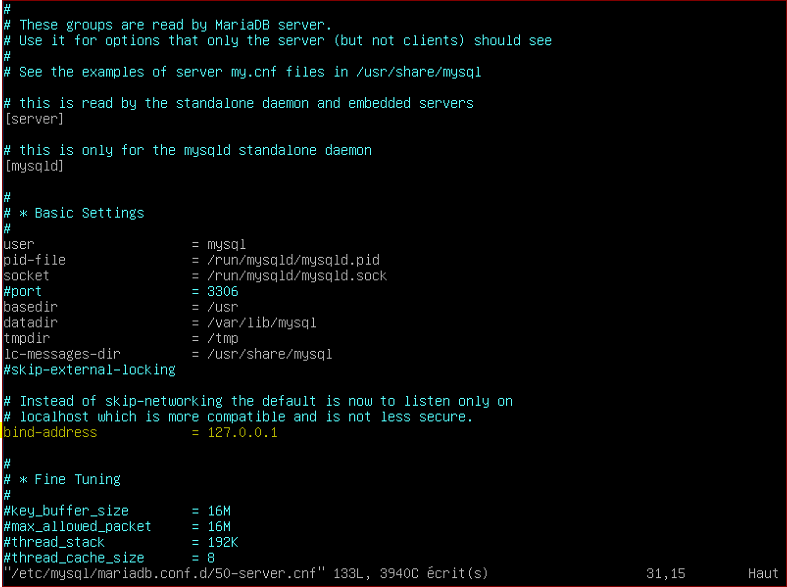 #
# These groups are read by MariaDB server.
# Use it for options that only the server (but not clients) should see
#
# See the examples of server my.cnf files in /usr/share/mysql

# this is read by the standalone daemon and embedded servers
[server]

# this is only for the mysqld standalone daemon
[mysqld]

#
# * Basic Settings
#
user                    = mysql
pid-file                = /run/mysqld/mysqld.pid
socket                  = /run/mysqld/mysqld.sock
#port                   = 3306
basedir                 = /usr
datadir                 = /var/lib/mysql
tmpdir                  = /tmp
lc-messages-dir         = /usr/share/mysql
#skip-external-locking

# Instead of skip-networking the default is now to listen only on
# localhost which is more compatible and is not less secure.
bind-address            = 127.0.0.1

#
# * Fine Tuning
#
#key_buffer_size        = 16M
#max_allowed_packet     = 16M
#thread_stack           = 192K
#thread_cache_size      = 8
"/etc/mysql/mariadb.conf.d/50-server.cnf" 133L, 3940C écrit(s)                    31,15        Haut